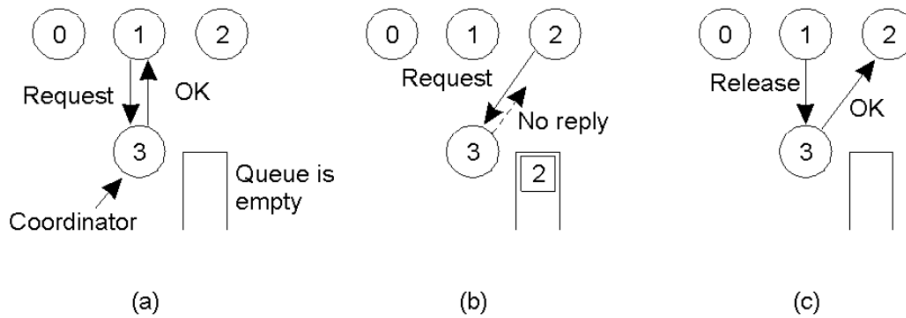 0 1 2
Request OK
3
Queue is
empty
Coordinator
(a)
0 1 2
Request
No reply
3
2
(b)
0 1 2
Release
OK
3
(c)